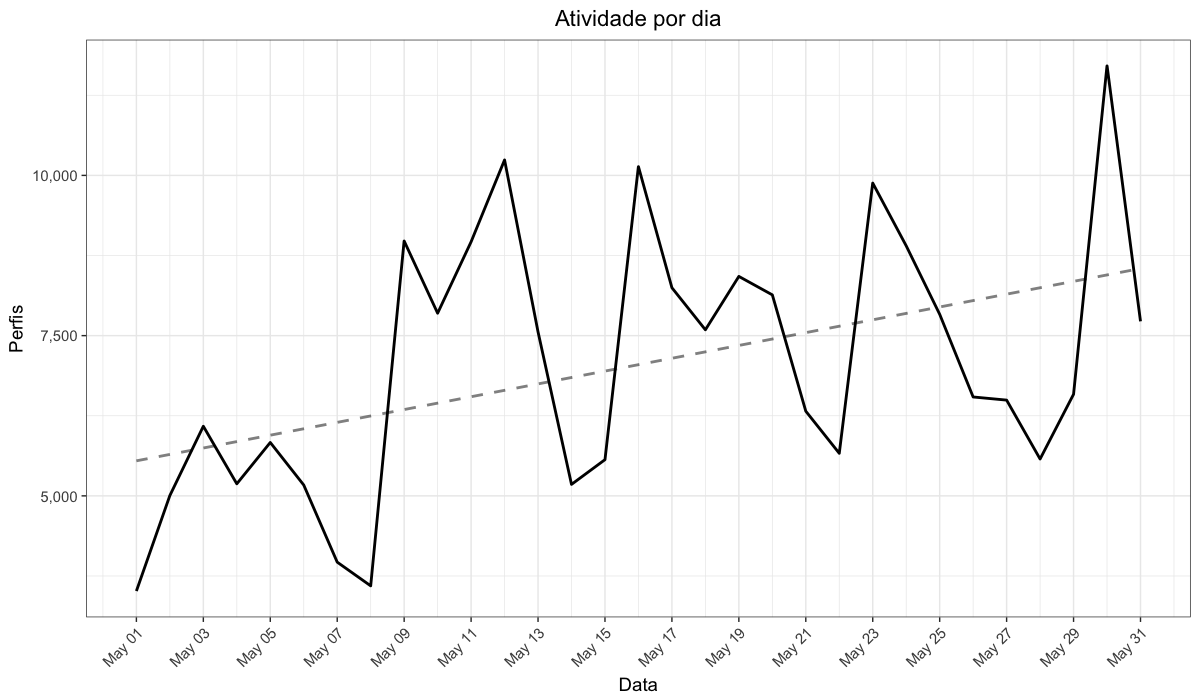 Atividade por dia
Perfis
10,000
7,500
5,000
May 01
May 03
May 05
May 07
May 09
May 11
May 13
May 15
May 17
May 19
May 21
May 23
May 25
May 27
May 29
May 31
Data